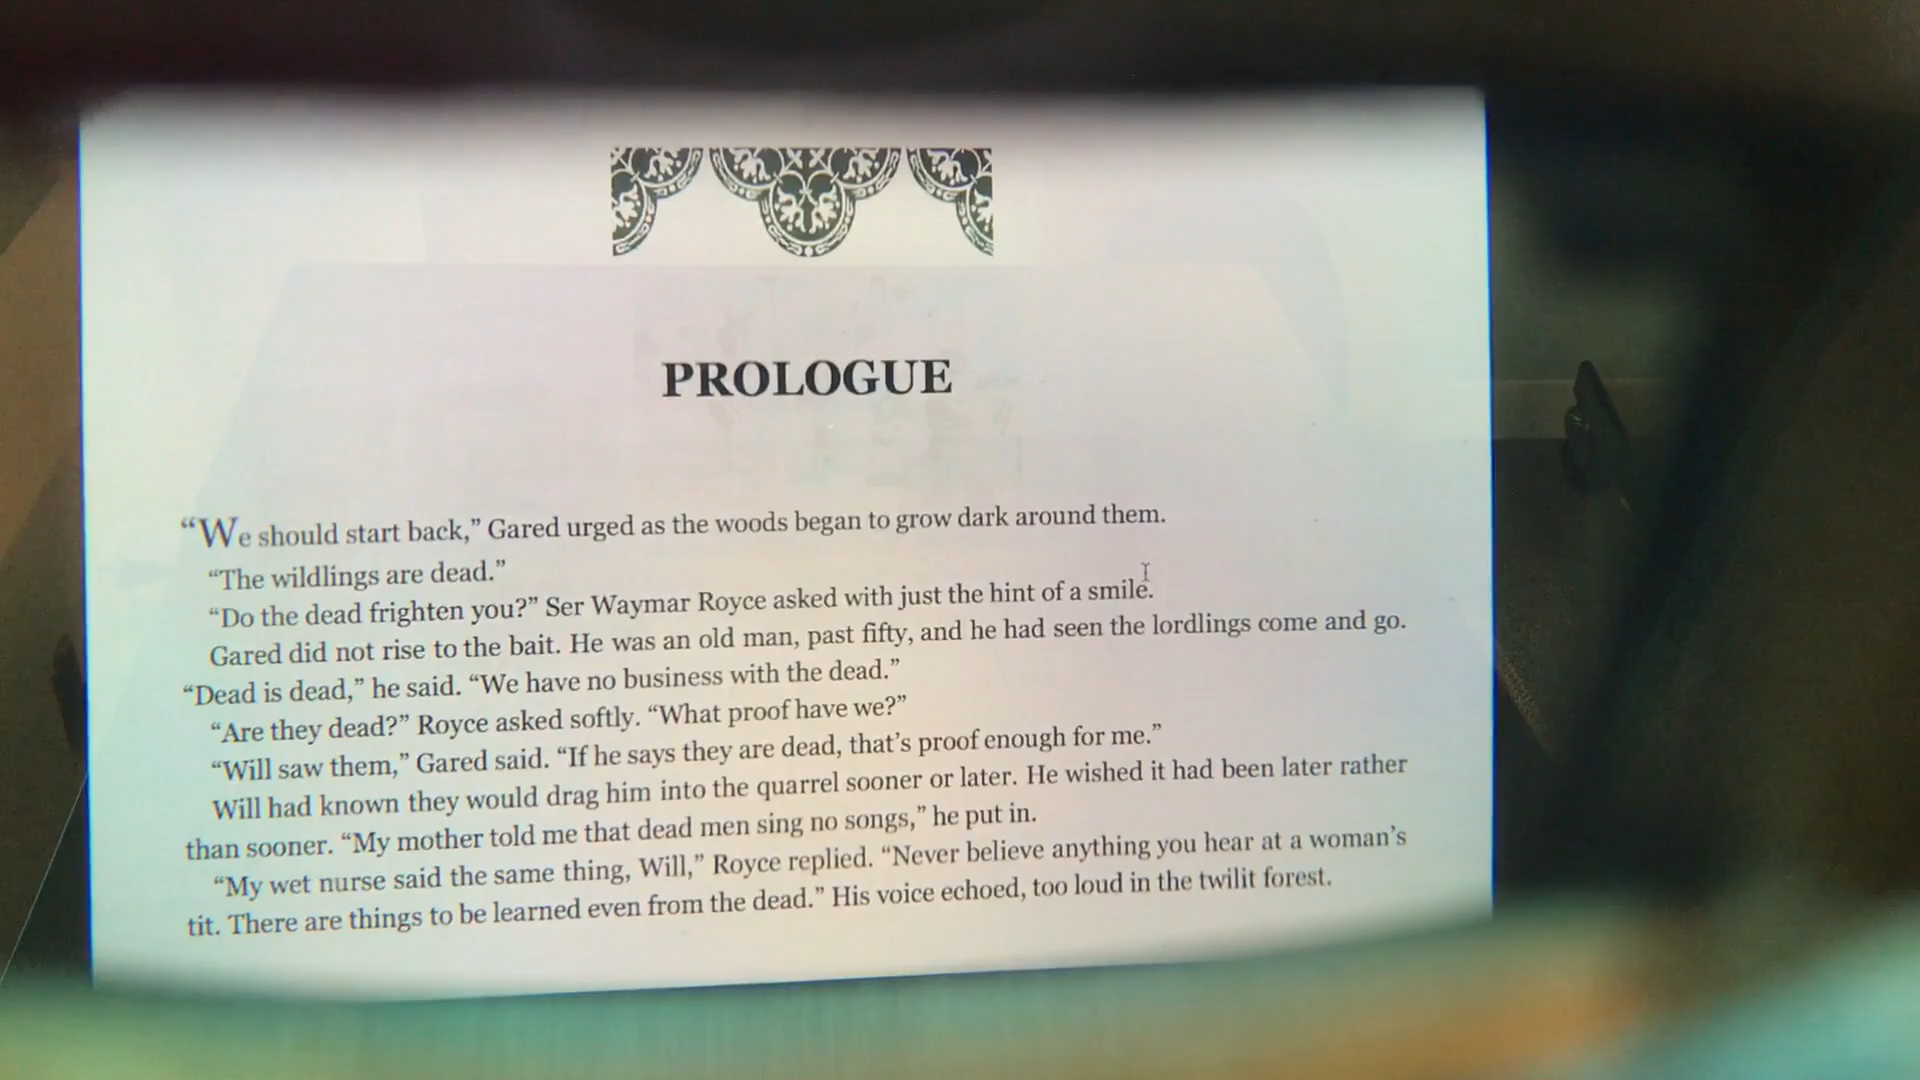 PROLOGUE
“We should start back,” Gared urged as the woods began to grow dark around them.
“The wildlings are dead.”
“Do the dead frighten you?” Ser Waymar Royce asked with just the hint of a smile.
Gared did not rise to the bait. He was an old man, past fifty, and he had seen the lordlings come and go.
“Dead is dead,” he said. “We have no business with the dead.”
“Are they dead?” Royce asked softly. “What proof have we?”
“Will saw them,” Gared said. “If he says they are dead, that’s proof enough for me.”
Will had known they would drag him into the quarrel sooner or later. He wished it had been later rather
than sooner. “My mother told me that dead men sing no songs,” he put in.
“My wet nurse said the same thing, Will,” Royce replied. “Never believe anything you hear at a woman’s
tit. There are things to be learned even from the dead.” His voice echoed, too loud in the twilit forest.